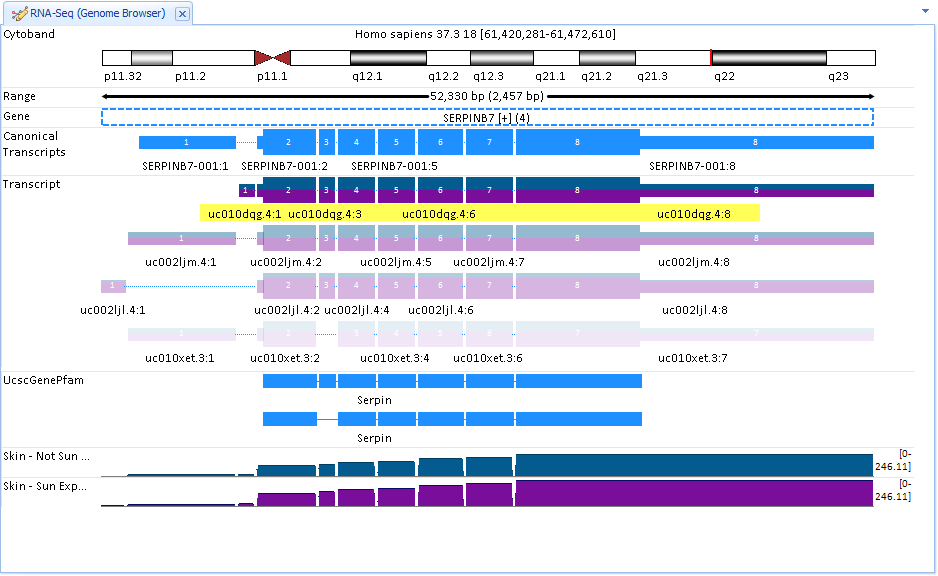 RNA-Seq (Genome Browser)
Cytoband
Homo sapiens 37.3 18 [61,420,281-61,472,610]
p11.32 p11.2 p11.1 q12.1 q12.2 q12.3 q21.1 q21.2 q21.3 q22 q23
Range
52,330 bp (2,457 bp)
Gene
SERPINB7 [+] (4)
Canonical
Transcripts
1 2 3 4 5 6 7 8 8
SERPINB7-001:1 SERPINB7-001:2 SERPINB7-001:5 SERPINB7-001:8
Transcript
1 2 3 4 5 6 7 8 8
uc010dqg.4:1 uc010dqg.4:3 uc010dqg.4:6 uc010dqg.4:8
1 2 3 4 5 6 7 8 8
uc002ljm.4:1 uc002ljm.4:2 uc002ljm.4:5 uc002ljm.4:7 uc002ljm.4:8
1 2 3 4 5 6 7 8 8
uc002ljl.4:1 uc002ljl.4:2 uc002ljl.4:4 uc002ljl.4:6 uc002ljl.4:8
1 2 3 4 5 6 7 7
uc010xet.3:1 uc010xet.3:2 uc010xet.3:4 uc010xet.3:6 uc010xet.3:7
UcscGenePfam
Serpin
Serpin
Skin - Not Sun ...
[0-
246.11]
Skin - Sun Exp...
[0-
246.11]